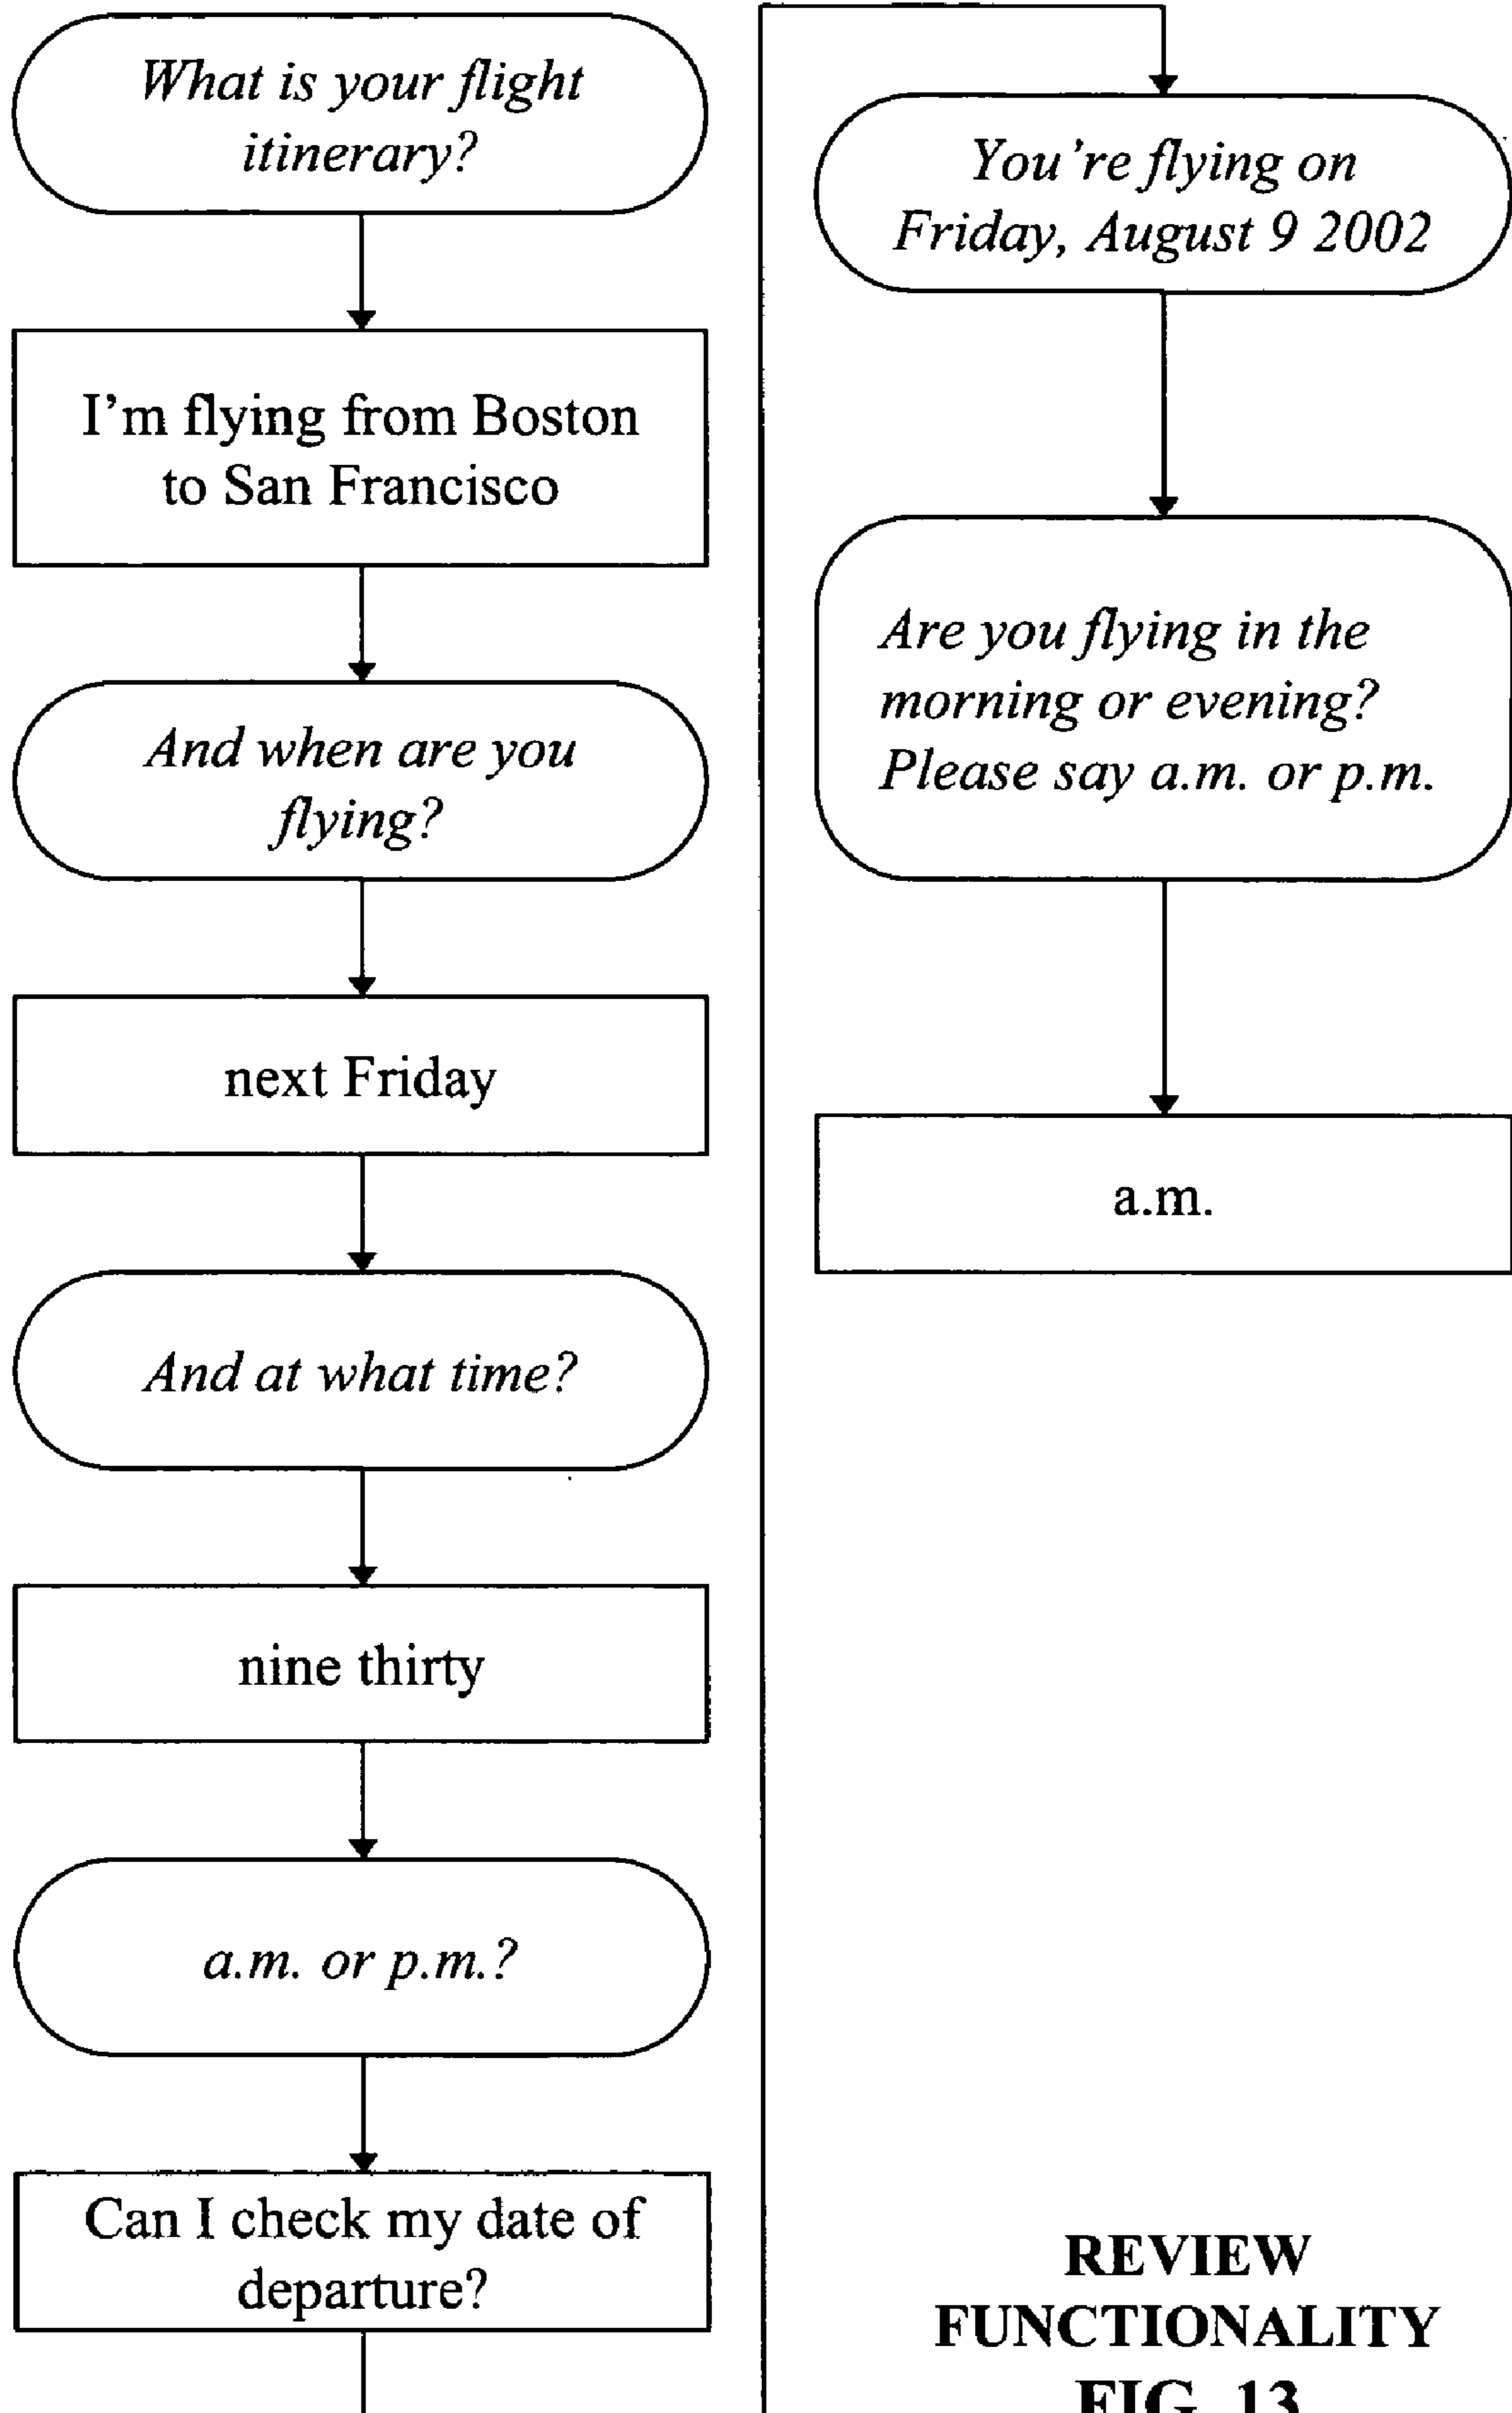 What is your flight
itinerary?
I'm flying from Boston
to San Francisco
And when are you
flying?
next Friday
And at what time?
nine thirty
a.m. or p.m.?
Can I check my date of
departure?
You're flying on
Friday, August 9 2002
Are you flying in the
morning or evening?
Please say a.m. or p.m.
a.m.
REVIEW
FUNCTIONALITY
FIG. 13